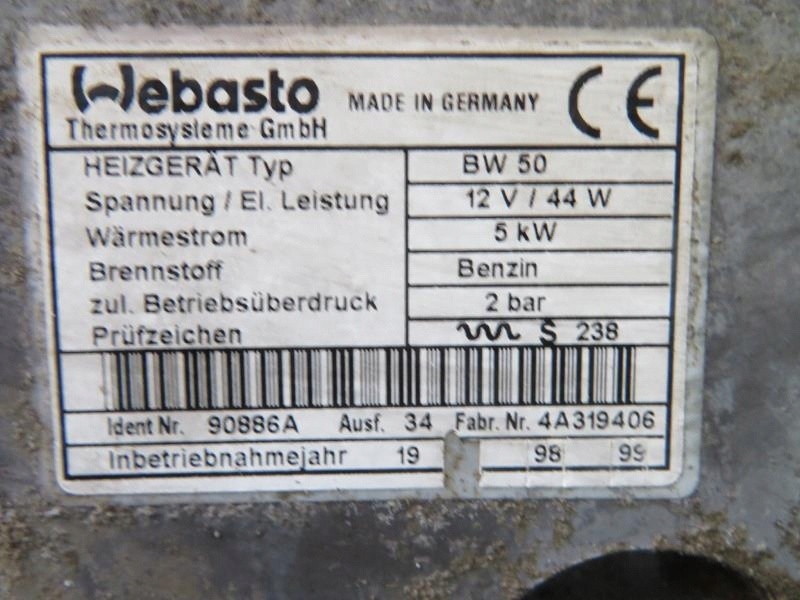 Webasto MADE IN GERMANY CE
Thermosysteme GmbH
HEIZGERÄT Typ BW 50
Spannung / El. Leistung 12 V / 44 W
Wärmestrom 5 kW
Brennstoff Benzin
zul. Betriebsüberdruck 2 bar
Prüfzeichen S 238
Ident Nr. 90886A Ausf. 34 Fabr. Nr. 4A319406
Inbetriebnahmejahr 19 98 99